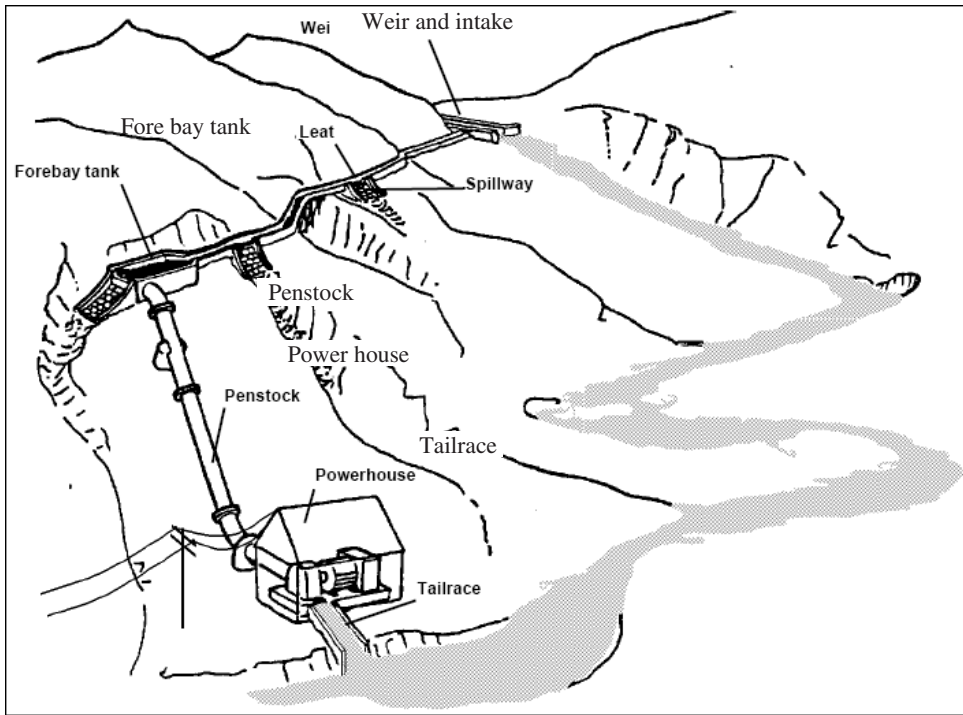 Weir and intake
Wei
Fore bay tank
Leat
Forebay tank
Spillway
Penstock
Power house
Penstock
Tailrace
Powerhouse
Tailrace